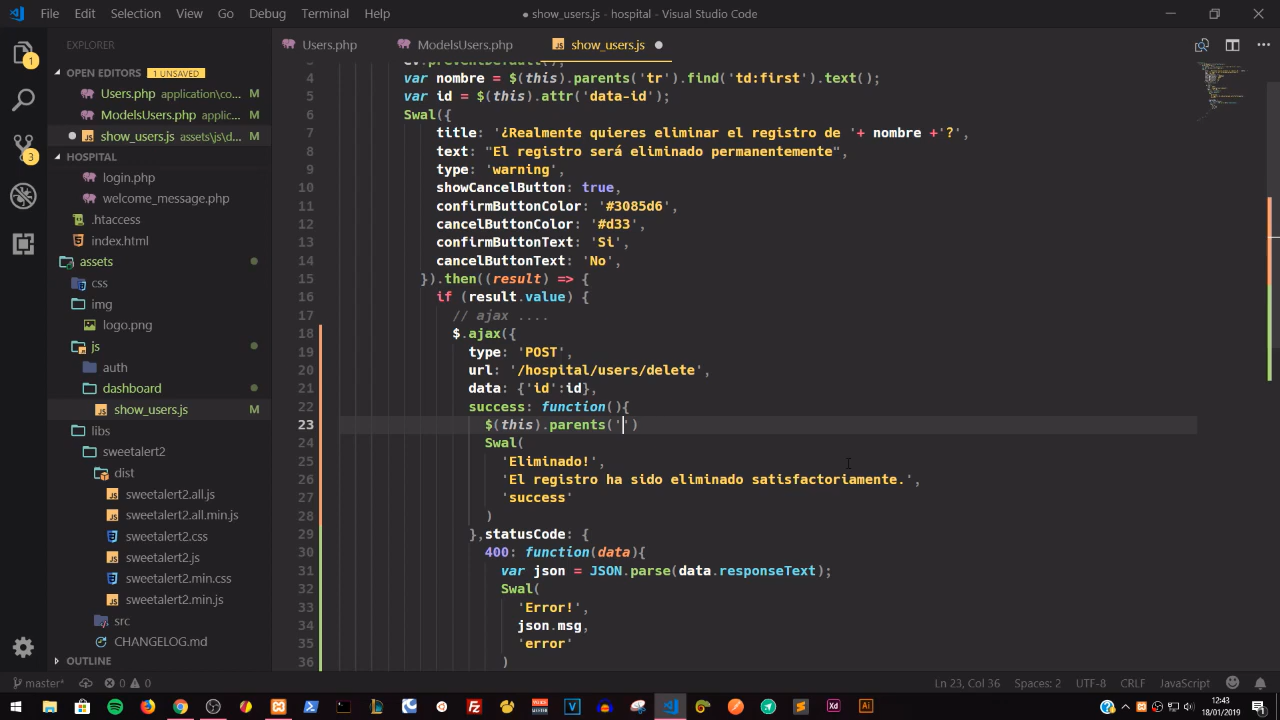 File Edit Selection View Go Debug Terminal Help
● show_users.js - hospital - Visual Studio Code
EXPLORER
OPEN EDITORS 1 UNSAVED
Users.php application\co... M
ModelsUsers.php applic... M
show_users.js assets\js\d... M
HOSPITAL
login.php
welcome_message.php
.htaccess
index.html
assets
css
img
logo.png
js
auth
dashboard
show_users.js M
libs
sweetalert2
dist
sweetalert2.all.js
sweetalert2.all.min.js
sweetalert2.css
sweetalert2.js
sweetalert2.min.css
sweetalert2.min.js
src
CHANGELOG.md
OUTLINE
Users.php ModelsUsers.php show_users.js
3 ev.preventDefault();
4 var nombre = $(this).parents('tr').find('td:first').text();
5 var id = $(this).attr('data-id');
6 Swal({
7 title: '¿Realmente quieres eliminar el registro de '+ nombre +'?',
8 text: "El registro será eliminado permanentemente",
9 type: 'warning',
10 showCancelButton: true,
11 confirmButtonColor: '#3085d6',
12 cancelButtonColor: '#d33',
13 confirmButtonText: 'Si',
14 cancelButtonText: 'No',
15 }).then((result) => {
16 if (result.value) {
17 // ajax ....
18 $.ajax({
19 type: 'POST',
20 url: '/hospital/users/delete',
21 data: {'id':id},
22 success: function(){
23 $(this).parents('')
24 Swal(
25 'Eliminado!',
26 'El registro ha sido eliminado satisfactoriamente.',
27 'success'
28 )
29 },statusCode: {
30 400: function(data){
31 var json = JSON.parse(data.responseText);
32 Swal(
33 'Error!',
34 json.msg,
35 'error'
36 )
master* 0 0 Ln 23, Col 36 Spaces: 2 UTF-8 CRLF JavaScript
12:43
18/01/2019